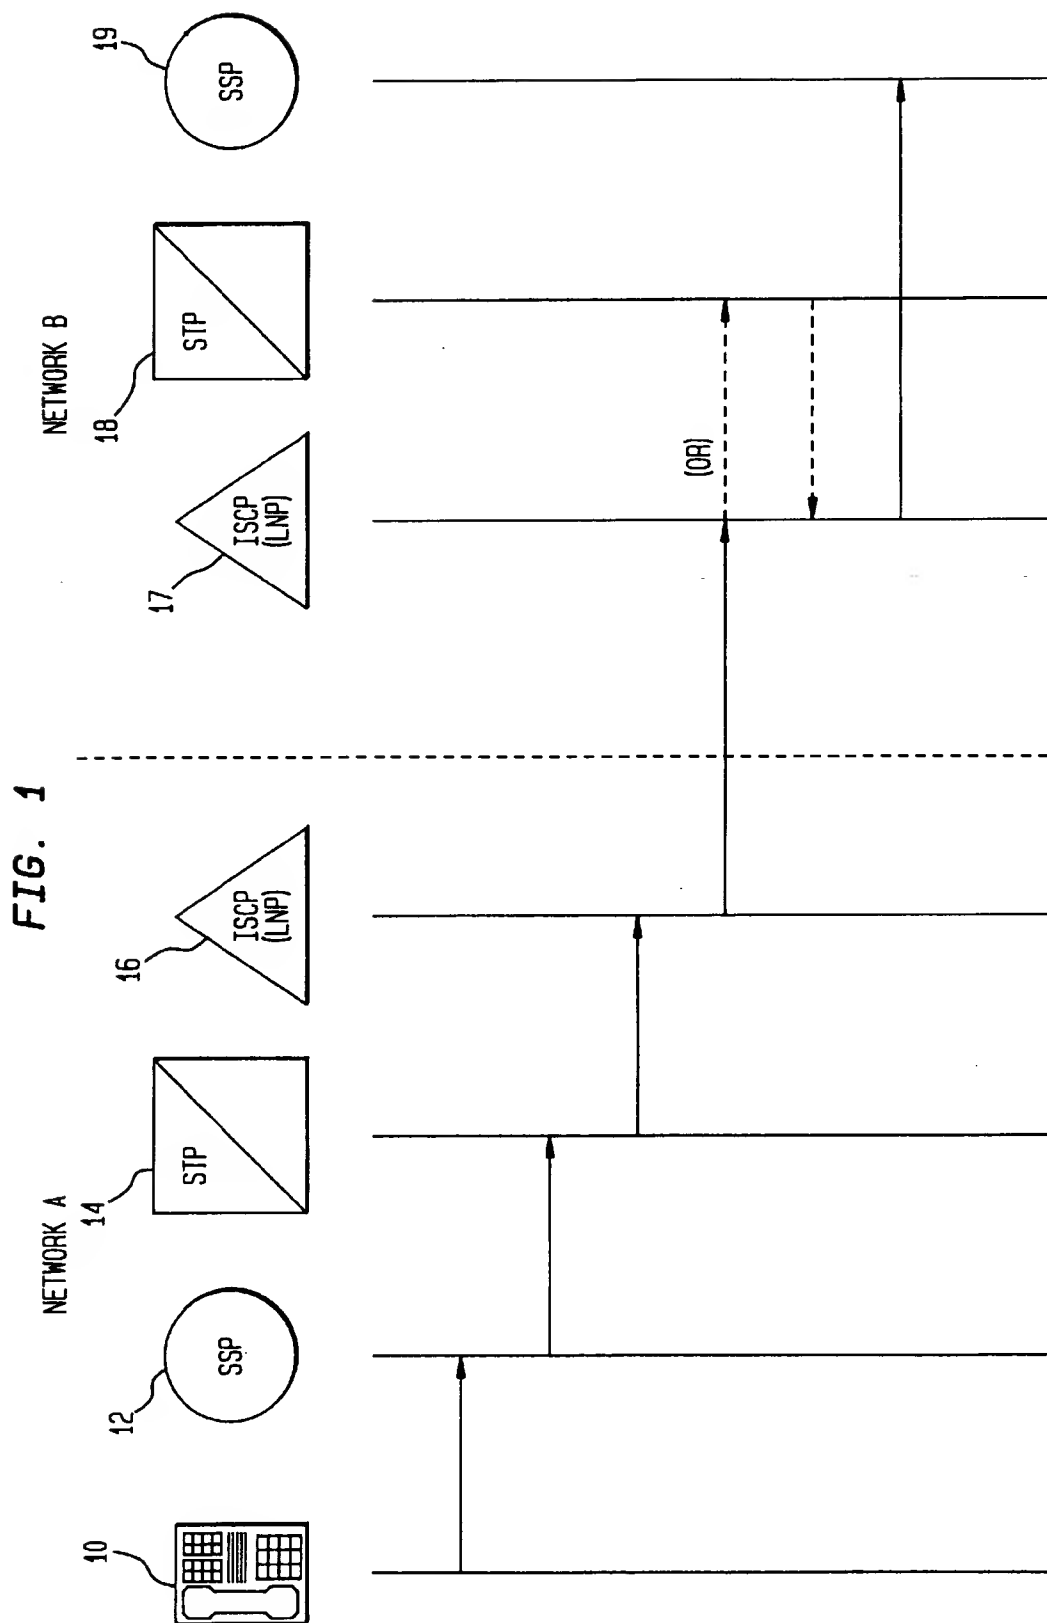 FIG. 1
NETWORK A
NETWORK B
10
12
SSP
14
STP
16
ISCP
(LNP)
17
ISCP
(LNP)
18
STP
19
SSP
(OR)